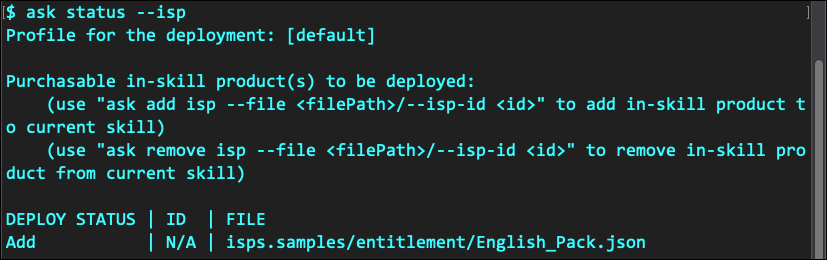 $ ask status --isp
Profile for the deployment: [default]
Purchasable in-skill product(s) to be deployed:
(use "ask add isp --file <filePath>/--isp-id <id>" to add in-skill product t
o current skill)
(use "ask remove isp --file <filePath>/--isp-id <id>" to remove in-skill pro
duct from current skill)
DEPLOY STATUS | ID | FILE
Add | N/A | isps.samples/entitlement/English_Pack.json